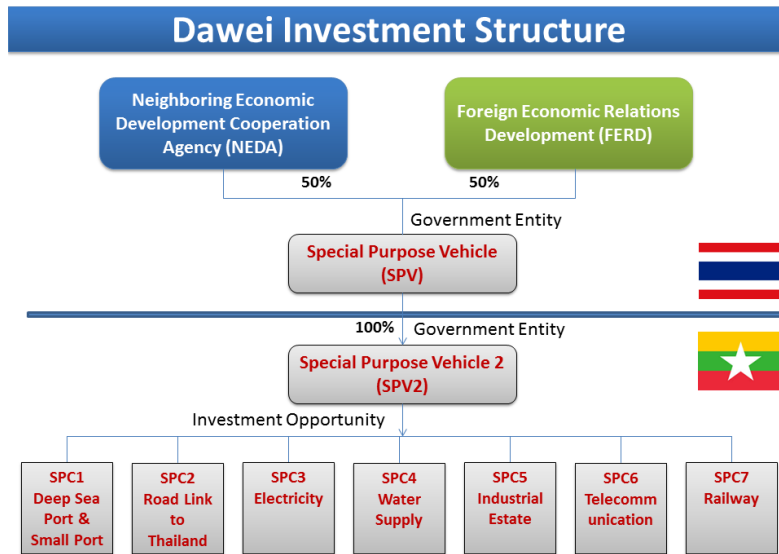 Dawei Investment Structure
Neighboring Economic
Development Cooperation
Agency (NEDA)
Foreign Economic Relations
Development (FERD)
50%
50%
Government Entity
Special Purpose Vehicle
(SPV)
100%
Government Entity
Special Purpose Vehicle 2
(SPV2)
Investment Opportunity
SPC1
Deep Sea
Port &
Small Port
SPC2
Road Link
to
Thailand
SPC3
Electricity
SPC4
Water
Supply
SPC5
Industrial
Estate
SPC6
Telecomm
unication
SPC7
Railway